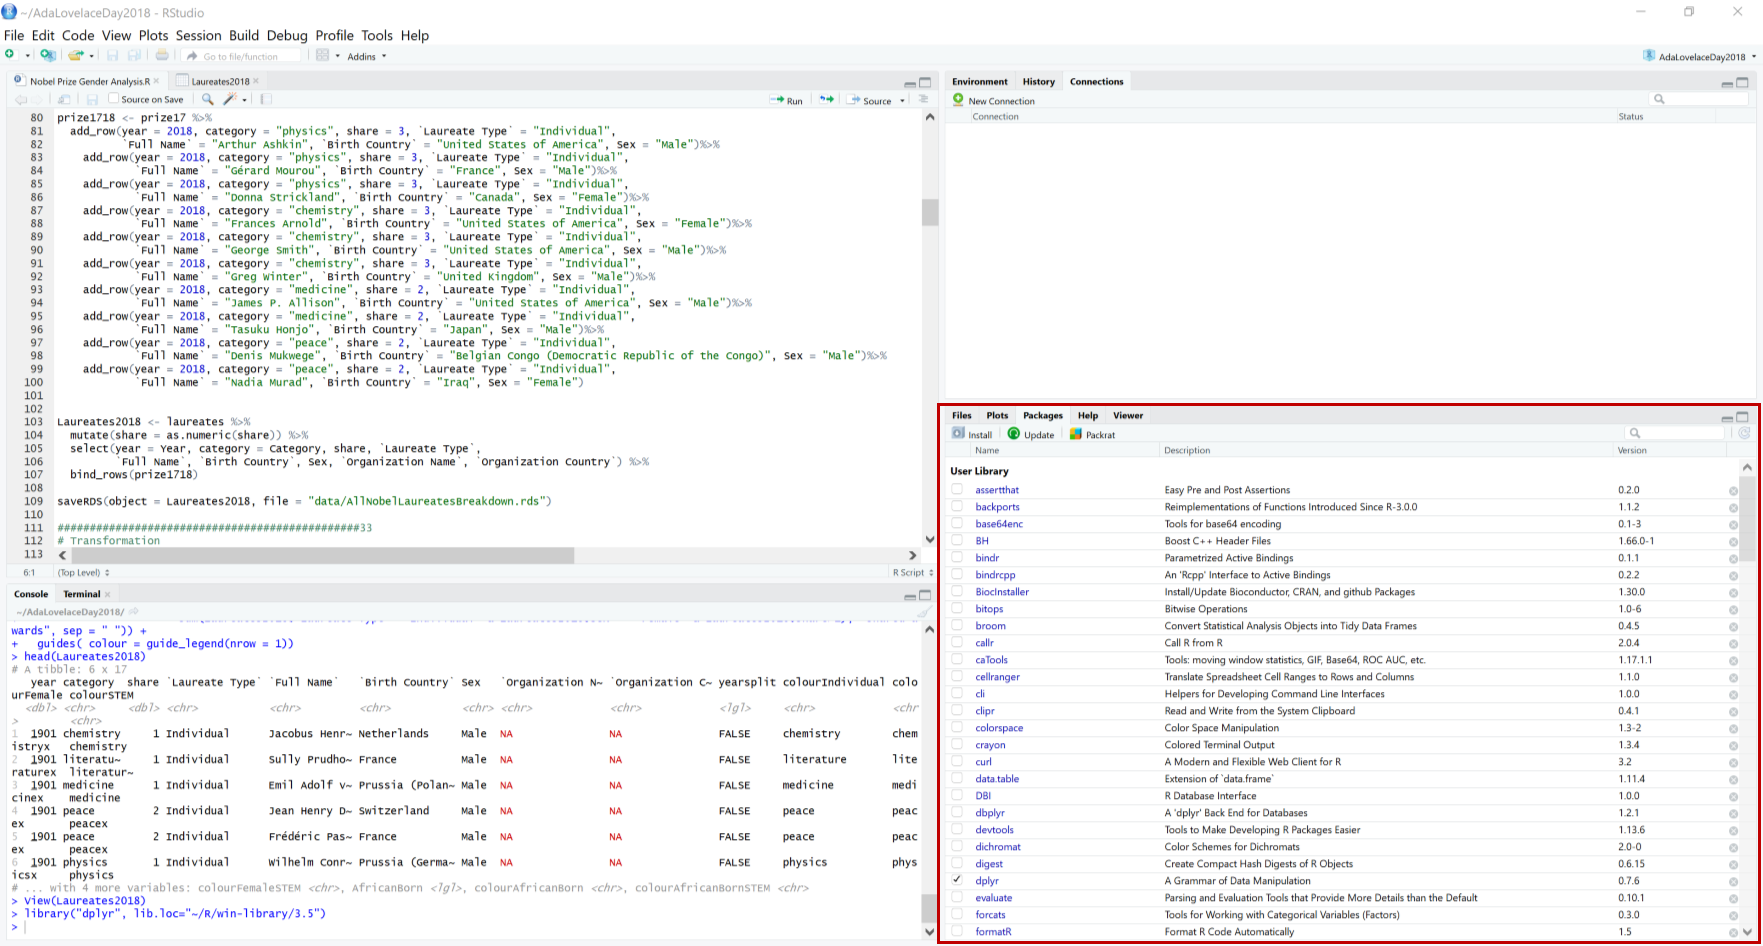 ~/AdaLovelaceDay2018 - RStudio
File Edit Code View Plots Session Build Debug Profile Tools Help
Go to file/function Addins AdaLovelaceDay2018
Nobel Prize Gender Analysis.R Laureates2018
Source on Save Run Source
80 prize1718 <- prize17 %>%
81 add_row(year = 2018, category = "physics", share = 3, `Laureate Type` = "Individual",
82 `Full Name` = "Arthur Ashkin", `Birth Country` = "United States of America", Sex = "Male")%>%
83 add_row(year = 2018, category = "physics", share = 3, `Laureate Type` = "Individual",
84 `Full Name` = "Gérard Mourou", `Birth Country` = "France", Sex = "Male")%>%
85 add_row(year = 2018, category = "physics", share = 3, `Laureate Type` = "Individual",
86 `Full Name` = "Donna Strickland", `Birth Country` = "Canada", Sex = "Female")%>%
87 add_row(year = 2018, category = "chemistry", share = 3, `Laureate Type` = "Individual",
88 `Full Name` = "Frances Arnold", `Birth Country` = "United States of America", Sex = "Female")%>%
89 add_row(year = 2018, category = "chemistry", share = 3, `Laureate Type` = "Individual",
90 `Full Name` = "George Smith", `Birth Country` = "United States of America", Sex = "Male")%>%
91 add_row(year = 2018, category = "chemistry", share = 3, `Laureate Type` = "Individual",
92 `Full Name` = "Greg Winter", `Birth Country` = "United Kingdom", Sex = "Male")%>%
93 add_row(year = 2018, category = "medicine", share = 2, `Laureate Type` = "Individual",
94 `Full Name` = "James P. Allison", `Birth Country` = "United States of America", Sex = "Male")%>%
95 add_row(year = 2018, category = "medicine", share = 2, `Laureate Type` = "Individual",
96 `Full Name` = "Tasuku Honjo", `Birth Country` = "Japan", Sex = "Male")%>%
97 add_row(year = 2018, category = "peace", share = 2, `Laureate Type` = "Individual",
98 `Full Name` = "Denis Mukwege", `Birth Country` = "Belgian Congo (Democratic Republic of the Congo)", Sex = "Male")%>%
99 add_row(year = 2018, category = "peace", share = 2, `Laureate Type` = "Individual",
100 `Full Name` = "Nadia Murad", `Birth Country` = "Iraq", Sex = "Female")
101
102
103 Laureates2018 <- laureates %>%
104 mutate(share = as.numeric(share)) %>%
105 select(year = Year, category = Category, share, `Laureate Type`,
106 `Full Name`, `Birth Country`, Sex, `Organization Name`, `Organization Country`) %>%
107 bind_rows(prize1718)
108
109 saveRDS(object = Laureates2018, file = "data/AllNobelLaureatesBreakdown.rds")
110
111 ###############################################33
112 # Transformation
113
6:1 (Top Level) R Script
Console Terminal
~/AdaLovelaceDay2018/
wards", sep = " ")) +
+ guides( colour = guide_legend(nrow = 1))
> head(Laureates2018)
# A tibble: 6 x 17
year category share `Laureate Type` `Full Name` `Birth Country` Sex `Organization N~ `Organization C~ yearsplit colourIndividual colo
urFemale colourSTEM
<dbl> <chr> <dbl> <chr> <chr> <chr> <chr> <chr> <chr> <lgl> <chr> <chr
> <chr>
1 1901 chemistry 1 Individual Jacobus Henr~ Netherlands Male NA NA FALSE chemistry chem
istryx chemistry
2 1901 literatu~ 1 Individual Sully Prudho~ France Male NA NA FALSE literature lite
raturex literatur~
3 1901 medicine 1 Individual Emil Adolf v~ Prussia (Polan~ Male NA NA FALSE medicine medi
cinex medicine
4 1901 peace 2 Individual Jean Henry D~ Switzerland Male NA NA FALSE peace peac
ex peacex
5 1901 peace 2 Individual Frédéric Pas~ France Male NA NA FALSE peace peac
ex peacex
6 1901 physics 1 Individual Wilhelm Conr~ Prussia (Germa~ Male NA NA FALSE physics phys
icsx physics
# ... with 4 more variables: colourFemaleSTEM <chr>, AfricanBorn <lgl>, colourAfricanBorn <chr>, colourAfricanBornSTEM <chr>
> View(Laureates2018)
> library("dplyr", lib.loc="~/R/win-library/3.5")
>
Environment History Connections
New Connection
Connection Status
Files Plots Packages Help Viewer
Install Update Packrat
Name Description Version
User Library
assertthat Easy Pre and Post Assertions 0.2.0
backports Reimplementations of Functions Introduced Since R-3.0.0 1.1.2
base64enc Tools for base64 encoding 0.1-3
BH Boost C++ Header Files 1.66.0-1
bindr Parametrized Active Bindings 0.1.1
bindrcpp An 'Rcpp' Interface to Active Bindings 0.2.2
BiocInstaller Install/Update Bioconductor, CRAN, and github Packages 1.30.0
bitops Bitwise Operations 1.0-6
broom Convert Statistical Analysis Objects into Tidy Data Frames 0.4.5
callr Call R from R 2.0.4
caTools Tools: moving window statistics, GIF, Base64, ROC AUC, etc. 1.17.1.1
cellranger Translate Spreadsheet Cell Ranges to Rows and Columns 1.1.0
cli Helpers for Developing Command Line Interfaces 1.0.0
clipr Read and Write from the System Clipboard 0.4.1
colorspace Color Space Manipulation 1.3-2
crayon Colored Terminal Output 1.3.4
curl A Modern and Flexible Web Client for R 3.2
data.table Extension of `data.frame` 1.11.4
DBI R Database Interface 1.0.0
dbplyr A 'dplyr' Back End for Databases 1.2.1
devtools Tools to Make Developing R Packages Easier 1.13.6
dichromat Color Schemes for Dichromats 2.0-0
digest Create Compact Hash Digests of R Objects 0.6.15
dplyr A Grammar of Data Manipulation 0.7.6
evaluate Parsing and Evaluation Tools that Provide More Details than the Default 0.10.1
forcats Tools for Working with Categorical Variables (Factors) 0.3.0
formatR Format R Code Automatically 1.5